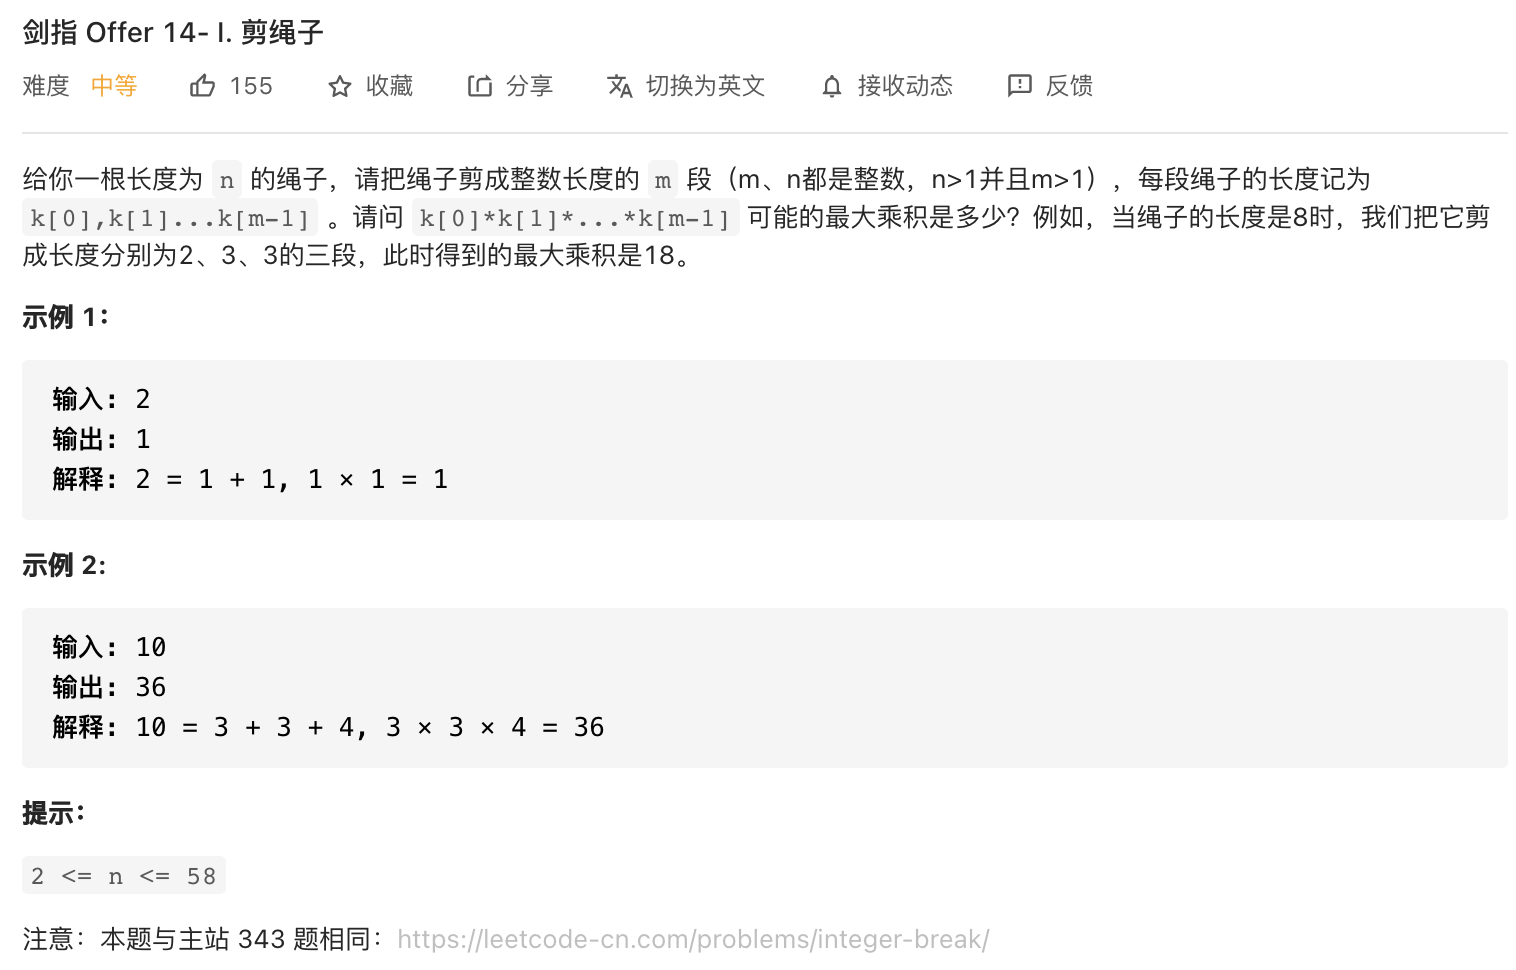 剑指 Offer 14- I. 剪绳子
难度 中等 155 收藏 分享 切换为英文 接收动态 反馈
给你一根长度为 n 的绳子，请把绳子剪成整数长度的 m 段（m、n都是整数，n>1并且m>1），每段绳子的长度记为
k[0],k[1]...k[m-1] 。请问 k[0]*k[1]*...*k[m-1] 可能的最大乘积是多少？例如，当绳子的长度是8时，我们把它剪
成长度分别为2、3、3的三段，此时得到的最大乘积是18。
示例 1：
输入: 2
输出: 1
解释: 2 = 1 + 1, 1 × 1 = 1
示例 2:
输入: 10
输出: 36
解释: 10 = 3 + 3 + 4, 3 × 3 × 4 = 36
提示：
2 <= n <= 58
注意：本题与主站 343 题相同：https://leetcode-cn.com/problems/integer-break/